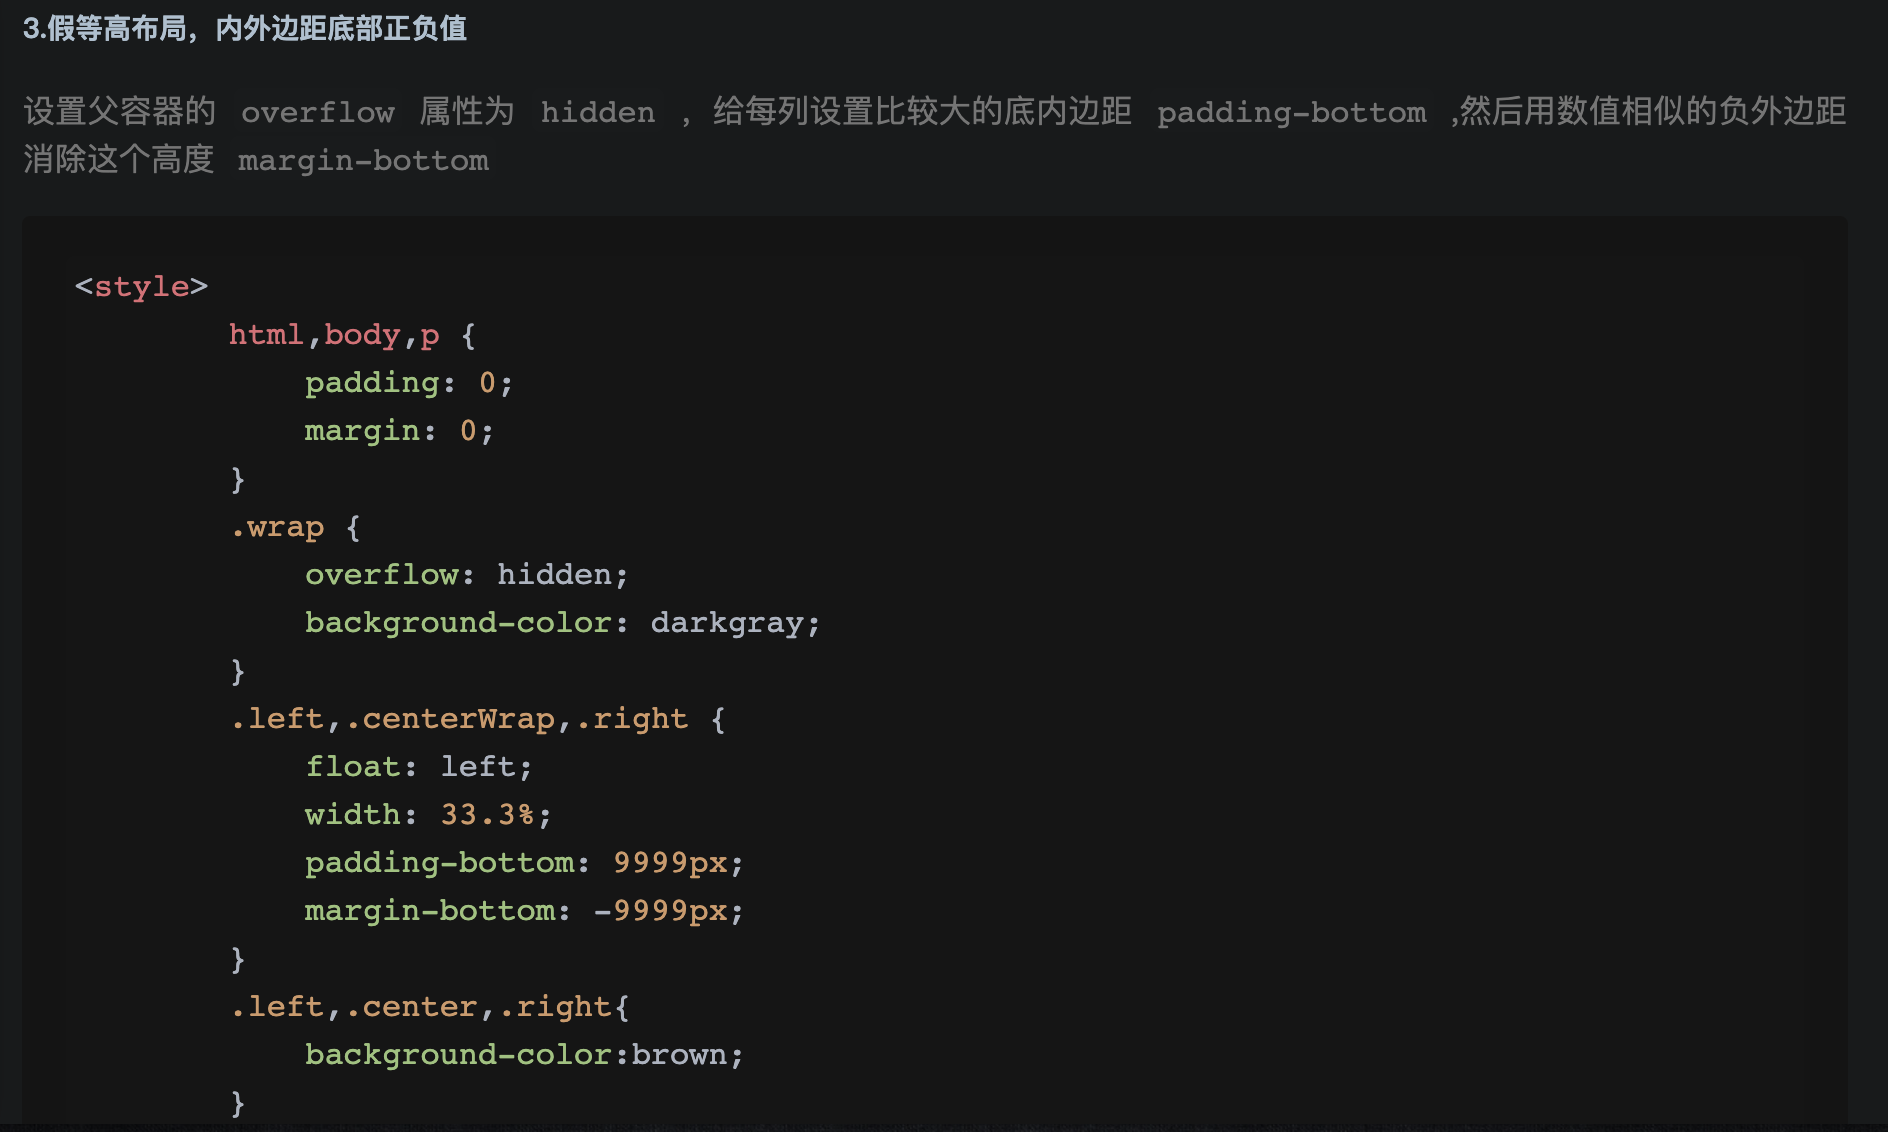 3.假等高布局，内外边距底部正负值
设置父容器的 overflow 属性为 hidden ，给每列设置比较大的底内边距 padding-bottom ,然后用数值相似的负外边距
消除这个高度 margin-bottom
<style>
html,body,p {
padding: 0;
margin: 0;
}
.wrap {
overflow: hidden;
background-color: darkgray;
}
.left,.centerWrap,.right {
float: left;
width: 33.3%;
padding-bottom: 9999px;
margin-bottom: -9999px;
}
.left,.center,.right{
background-color:brown;
}